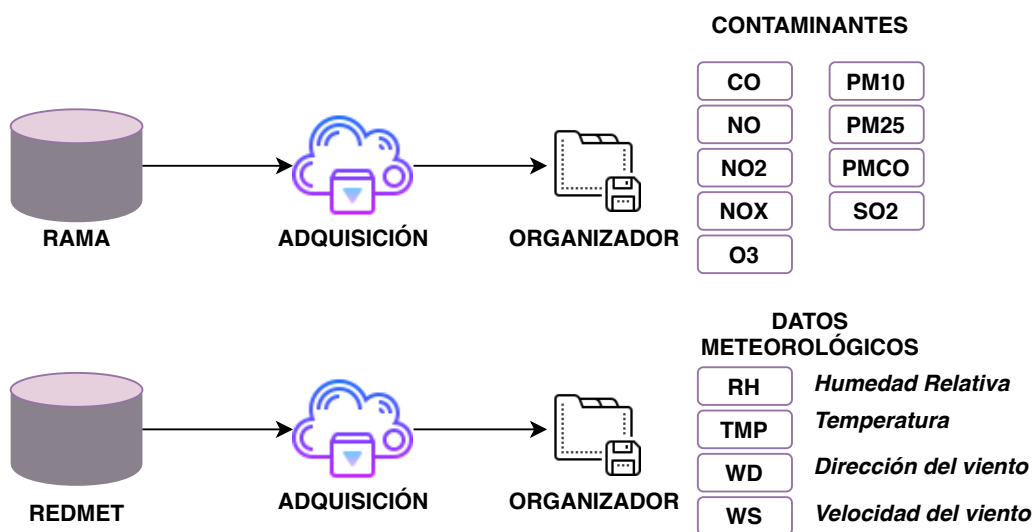 CONTAMINANTES
CO
PM10
NO
PM25
NO2
PMCO
NOX
SO2
O3
RAMA
ADQUISICIÓN
ORGANIZADOR
DATOS
METEOROLÓGICOS
RH
Humedad Relativa
TMP
Temperatura
WD
Dirección del viento
WS
Velocidad del viento
REDMET
ADQUISICIÓN
ORGANIZADOR